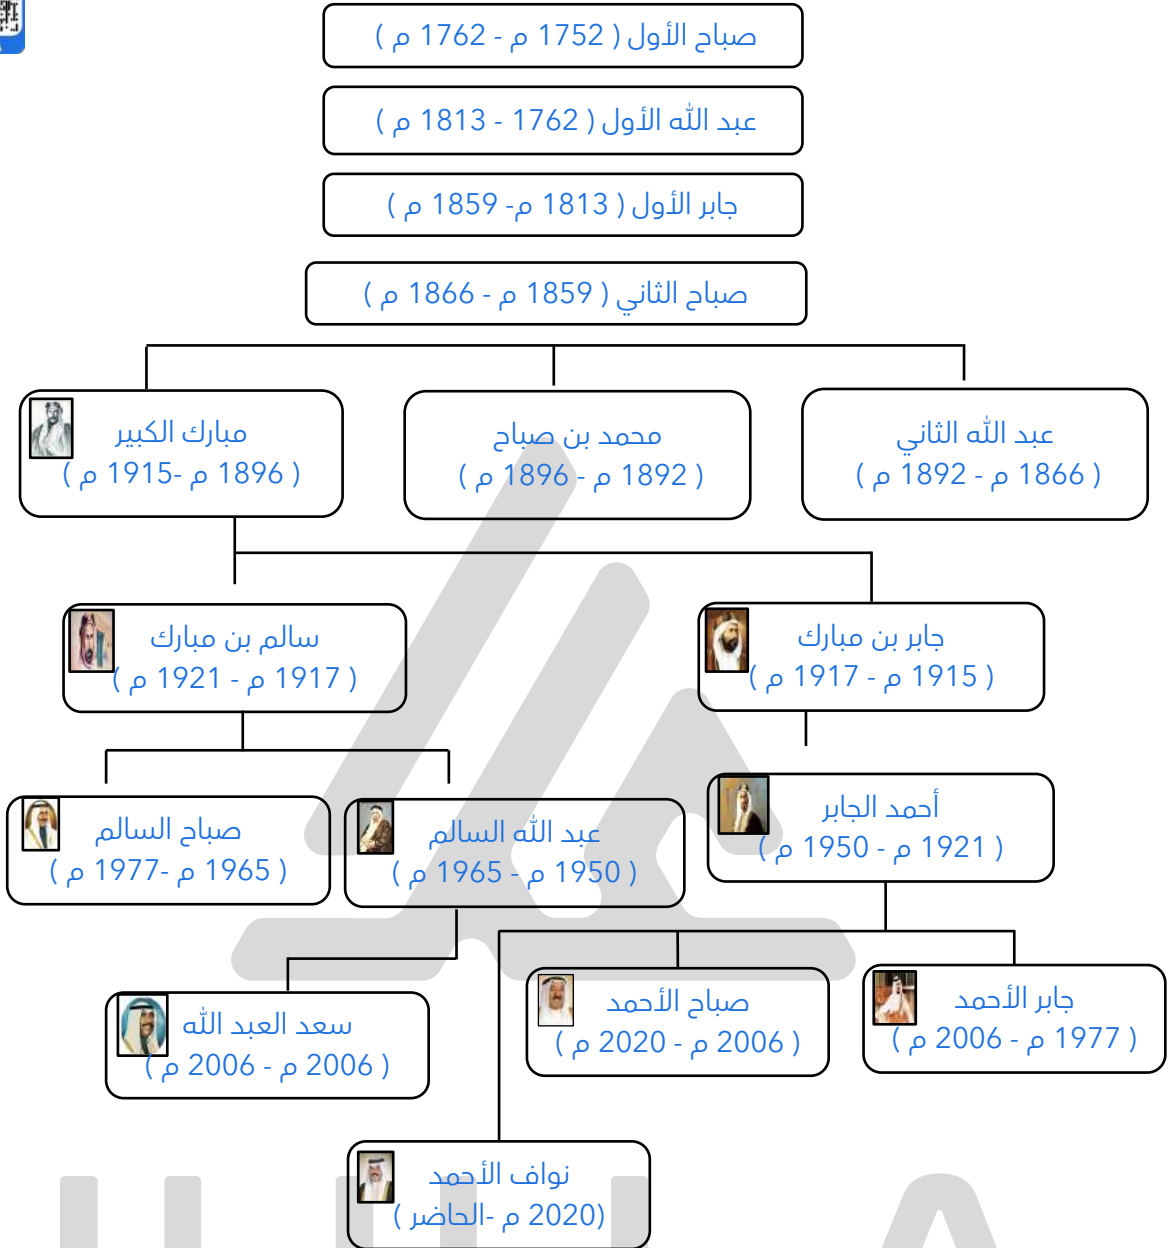 صباح الأول ( 1752 م - 1762 م )
عبد الله الأول ( 1762 - 1813 م )
جابر الأول ( 1813 م- 1859 م )
صباح الثاني ( 1859 م - 1866 م )
عبد الله الثاني
( 1866 م - 1892 م )
محمد بن صباح
( 1892 م - 1896 م )
مبارك الكبير
( 1896 م -1915 م )
جابر بن مبارك
( 1915 م - 1917 م )
سالم بن مبارك
( 1917 م - 1921 م )
أحمد الجابر
( 1921 م - 1950 م )
عبد الله السالم
( 1950 م - 1965 م )
صباح السالم
( 1965 م -1977 م )
جابر الأحمد
( 1977 م - 2006 م )
صباح الأحمد
( 2006 م - 2020 م )
سعد العبد الله
( 2006 م - 2006 م )
نواف الأحمد
(2020 م -الحاضر )